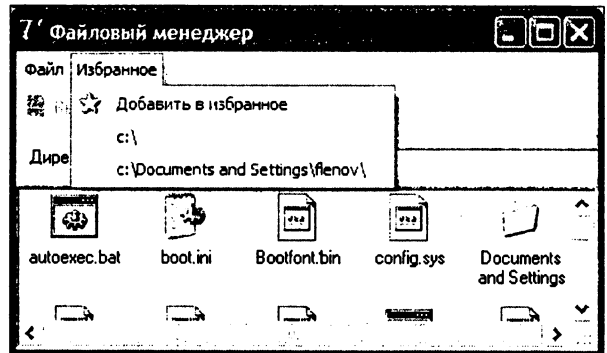 Файловый менеджер
Файл Избранное
Добавить в избранное
c:\
Дире
c:\Documents and Settings\flenov\
autoexec.bat boot.ini Bootfont.bin config.sys Documents and Settings